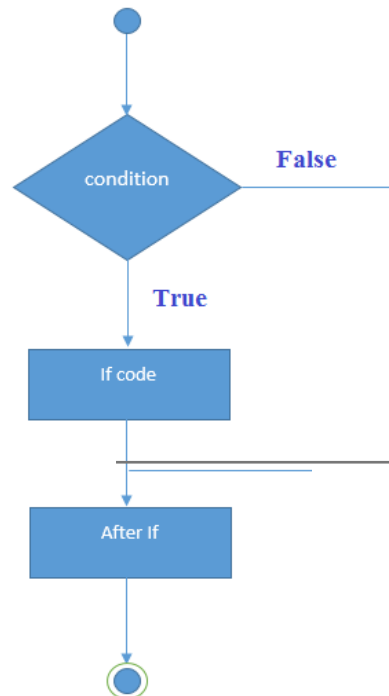 condition
False
True
If code
After If